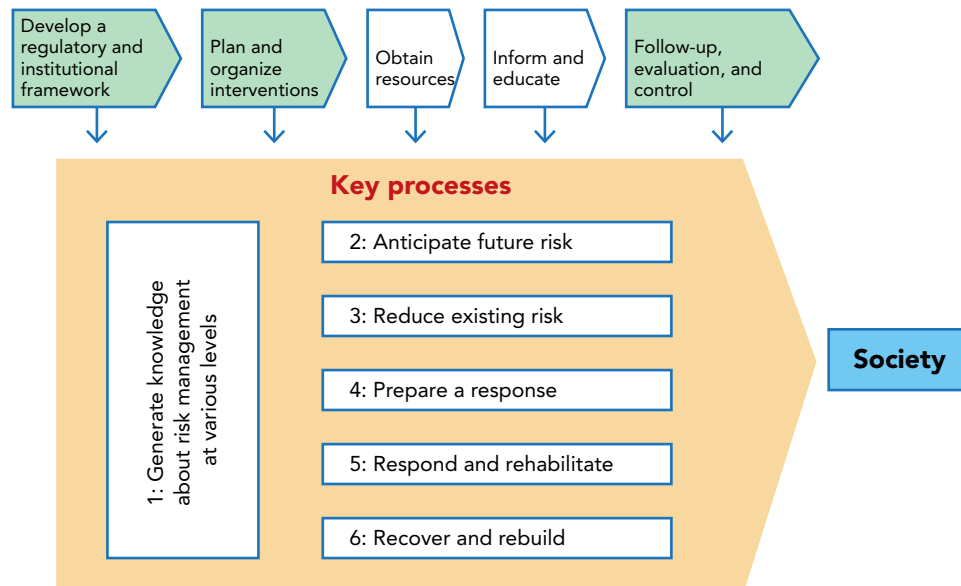 Develop a
regulatory and
institutional
framework
Plan and
organize
interventions
Obtain
resources
Inform and
educate
Follow-up,
evaluation, and
control
Key processes
1: Generate knowledge
about risk management
at various levels
2: Anticipate future risk
3: Reduce existing risk
4: Prepare a response
5: Respond and rehabilitate
6: Recover and rebuild
Society